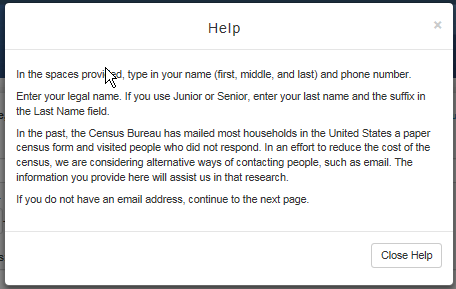 Help
×
In the spaces provided, type in your name (first, middle, and last) and phone number.
Enter your legal name. If you use Junior or Senior, enter your last name and the suffix in
the Last Name field.
In the past, the Census Bureau has mailed most households in the United States a paper
census form and visited people who did not respond. In an effort to reduce the cost of the
census, we are considering alternative ways of contacting people, such as email. The
information you provide here will assist us in that research.
If you do not have an email address, continue to the next page.
Close Help